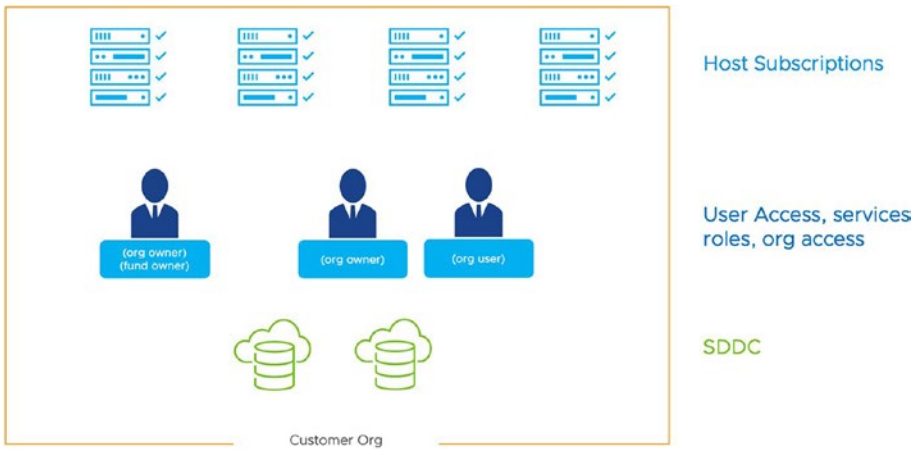 Host Subscriptions
User Access, services
roles, org access
(org owner)
(fund owner)
(org owner)
(org user)
SDDC
Customer Org